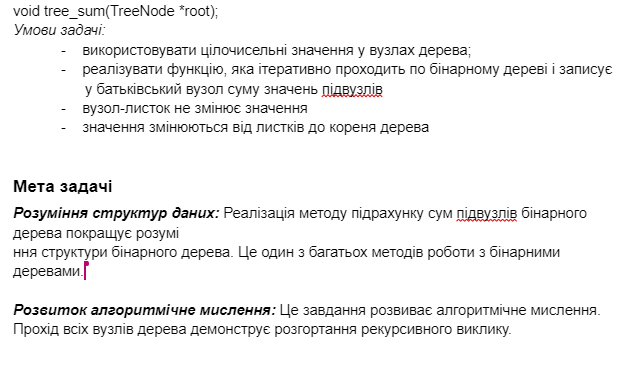 void tree_sum(TreeNode *root);
Умови задачі:
- використовувати цілочисельні значення у вузлах дерева;
- реалізувати функцію, яка ітеративно проходить по бінарному дереві і записує
у батьківський вузол суму значень підвузлів
- вузол-листок не змінює значення
- значення змінюються від листків до кореня дерева
Мета задачі
Розуміння структур даних: Реалізація методу підрахунку сум підвузлів бінарного
дерева покращує розумі
ння структури бінарного дерева. Це один з багатьох методів роботи з бінарними
деревами.
Розвиток алгоритмічне мислення: Це завдання розвиває алгоритмічне мислення.
Прохід всіх вузлів дерева демонструє розгортання рекурсивного виклику.